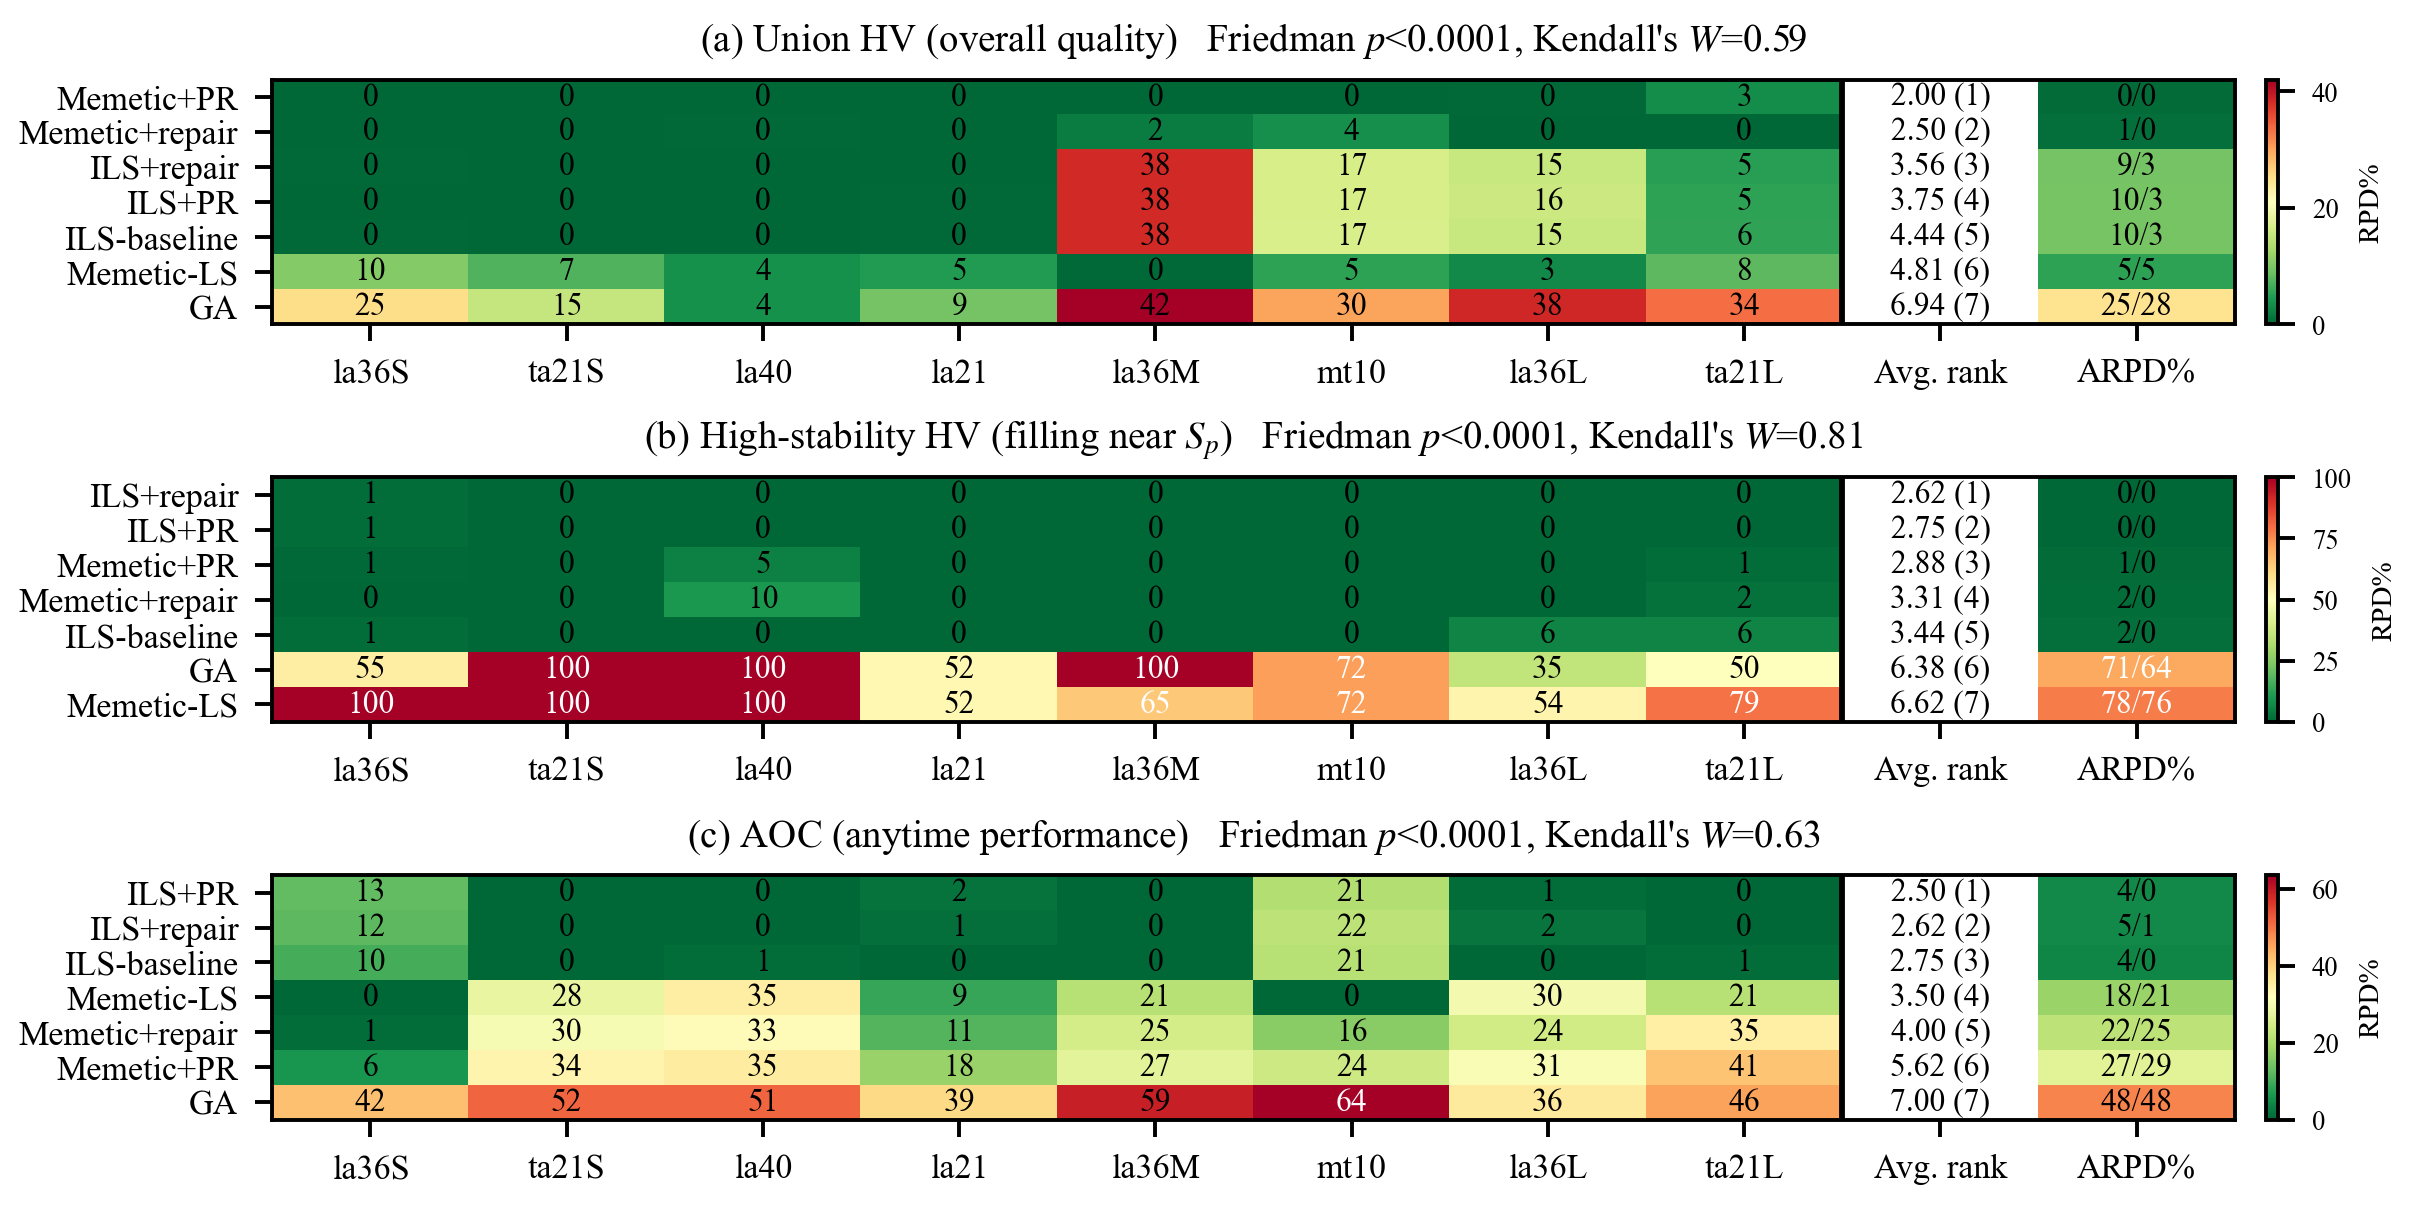 (a) Union HV (overall quality) Friedman p<0.0001, Kendall's W=0.59
Memetic+PR 0 0 0 0 0 0 0 3 2.00 (1) 0/0
Memetic+repair 0 0 0 0 2 4 0 0 2.50 (2) 1/0
ILS+repair 0 0 0 0 38 17 15 5 3.56 (3) 9/3
ILS+PR 0 0 0 0 38 17 16 5 3.75 (4) 10/3
ILS-baseline 0 0 0 0 38 17 15 6 4.44 (5) 10/3
Memetic-LS 10 7 4 5 0 5 3 8 4.81 (6) 5/5
GA 25 15 4 9 42 30 38 34 6.94 (7) 25/28
la36S ta21S la40 la21 la36M mt10 la36L ta21L Avg. rank ARPD%
40
20
0
RPD%
(b) High-stability HV (filling near Sp) Friedman p<0.0001, Kendall's W=0.81
ILS+repair 1 0 0 0 0 0 0 0 2.62 (1) 0/0
ILS+PR 1 0 0 0 0 0 0 0 2.75 (2) 0/0
Memetic+PR 1 0 5 0 0 0 0 1 2.88 (3) 1/0
Memetic+repair 0 0 10 0 0 0 0 2 3.31 (4) 2/0
ILS-baseline 1 0 0 0 0 0 6 6 3.44 (5) 2/0
GA 55 100 100 52 100 72 35 50 6.38 (6) 71/64
Memetic-LS 100 100 100 52 65 72 54 79 6.62 (7) 78/76
la36S ta21S la40 la21 la36M mt10 la36L ta21L Avg. rank ARPD%
100
75
50
25
0
RPD%
(c) AOC (anytime performance) Friedman p<0.0001, Kendall's W=0.63
ILS+PR 13 0 0 2 0 21 1 0 2.50 (1) 4/0
ILS+repair 12 0 0 1 0 22 2 0 2.62 (2) 5/1
ILS-baseline 10 0 1 0 0 21 0 1 2.75 (3) 4/0
Memetic-LS 0 28 35 9 21 0 30 21 3.50 (4) 18/21
Memetic+repair 1 30 33 11 25 16 24 35 4.00 (5) 22/25
Memetic+PR 6 34 35 18 27 24 31 41 5.62 (6) 27/29
GA 42 52 51 39 59 64 36 46 7.00 (7) 48/48
la36S ta21S la40 la21 la36M mt10 la36L ta21L Avg. rank ARPD%
60
40
20
0
RPD%